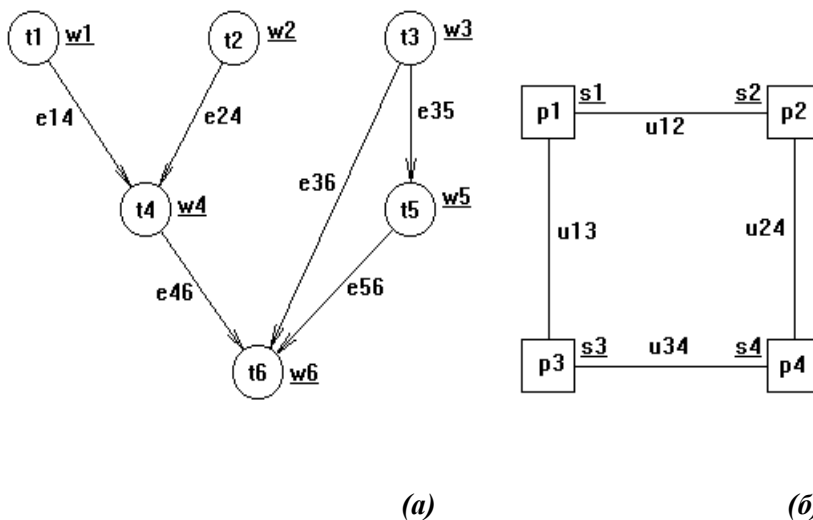 t1 w1
t2 w2
t3 w3
s1 s2
p1 p2
u12
e14
e24
e35
e36
t4 w4
t5 w5
u13
u24
e46
e56
s3 u34 s4
p3 p4
t6 w6
(а) (б)